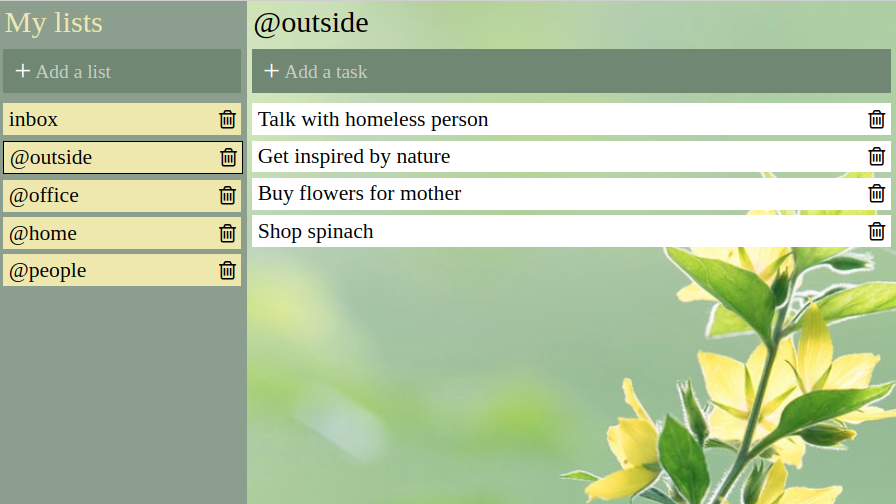 My lists
+ Add a list
inbox
@outside
@office
@home
@people
@outside
+ Add a task
Talk with homeless person
Get inspired by nature
Buy flowers for mother
Shop spinach